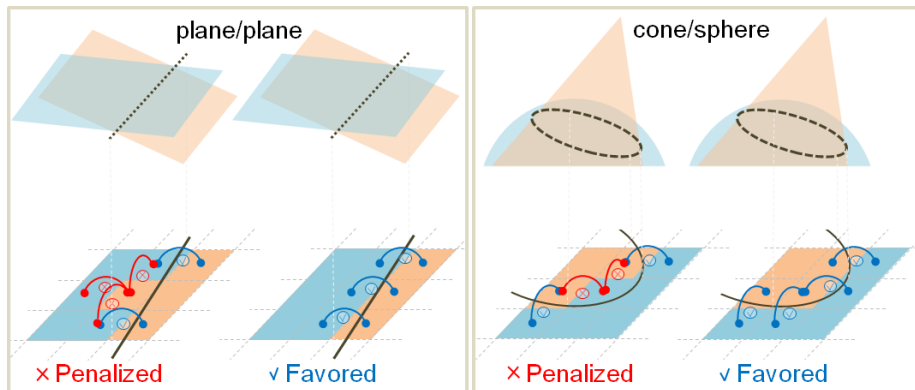 plane/plane
cone/sphere
× Penalized
√ Favored
× Penalized
√ Favored